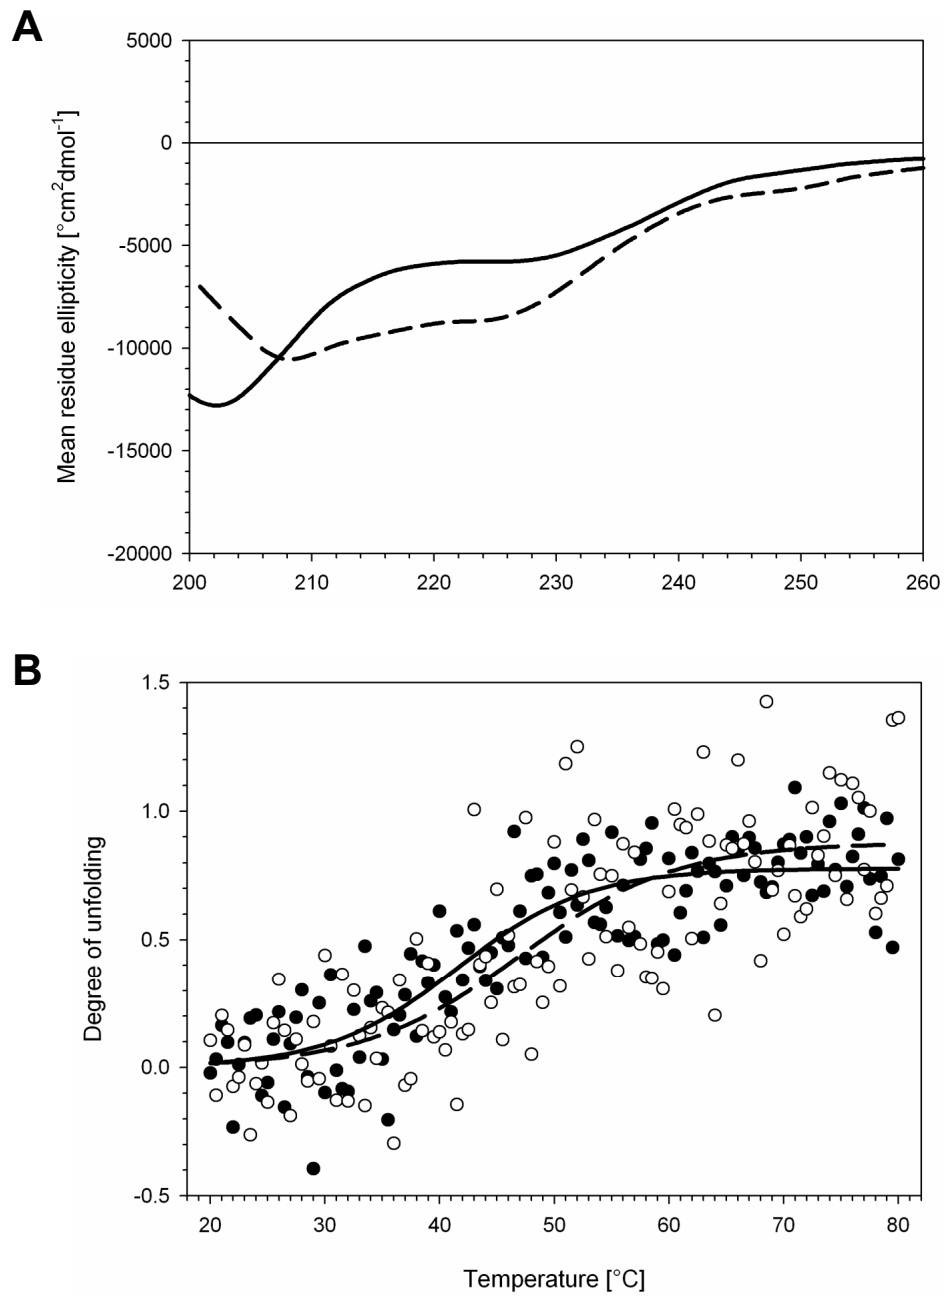 A
5000
0
-5000
-10000
-15000
-20000
Mean residue ellipticity [°cm²dmol⁻¹]
200 210 220 230 240 250 260
B
1.5
1.0
0.5
0.0
-0.5
Degree of unfolding
20 30 40 50 60 70 80
Temperature [°C]